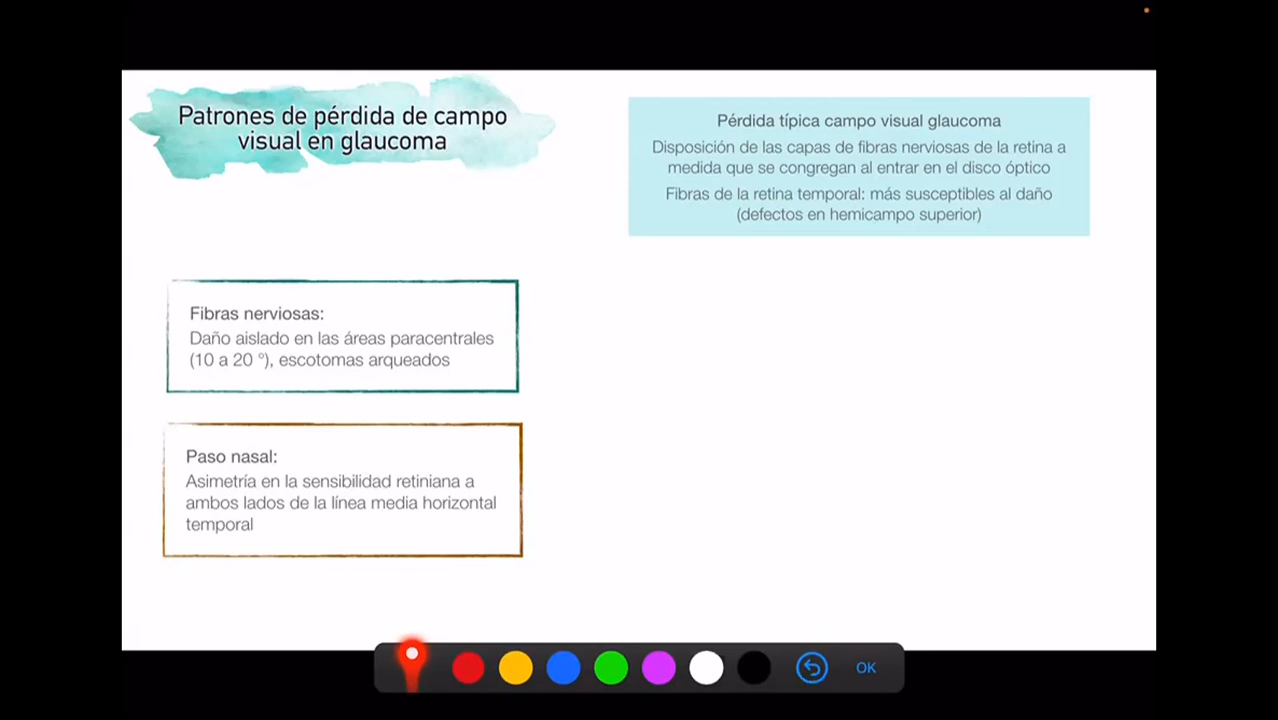 Patrones de pérdida de campo
visual en glaucoma
Pérdida típica campo visual glaucoma
Disposición de las capas de fibras nerviosas de la retina a
medida que se congregan al entrar en el disco óptico
Fibras de la retina temporal: más susceptibles al daño
(defectos en hemicampo superior)
Fibras nerviosas:
Daño aislado en las áreas paracentrales
(10 a 20 °), escotomas arqueados
Paso nasal:
Asimetría en la sensibilidad retiniana a
ambos lados de la línea media horizontal
temporal
OK